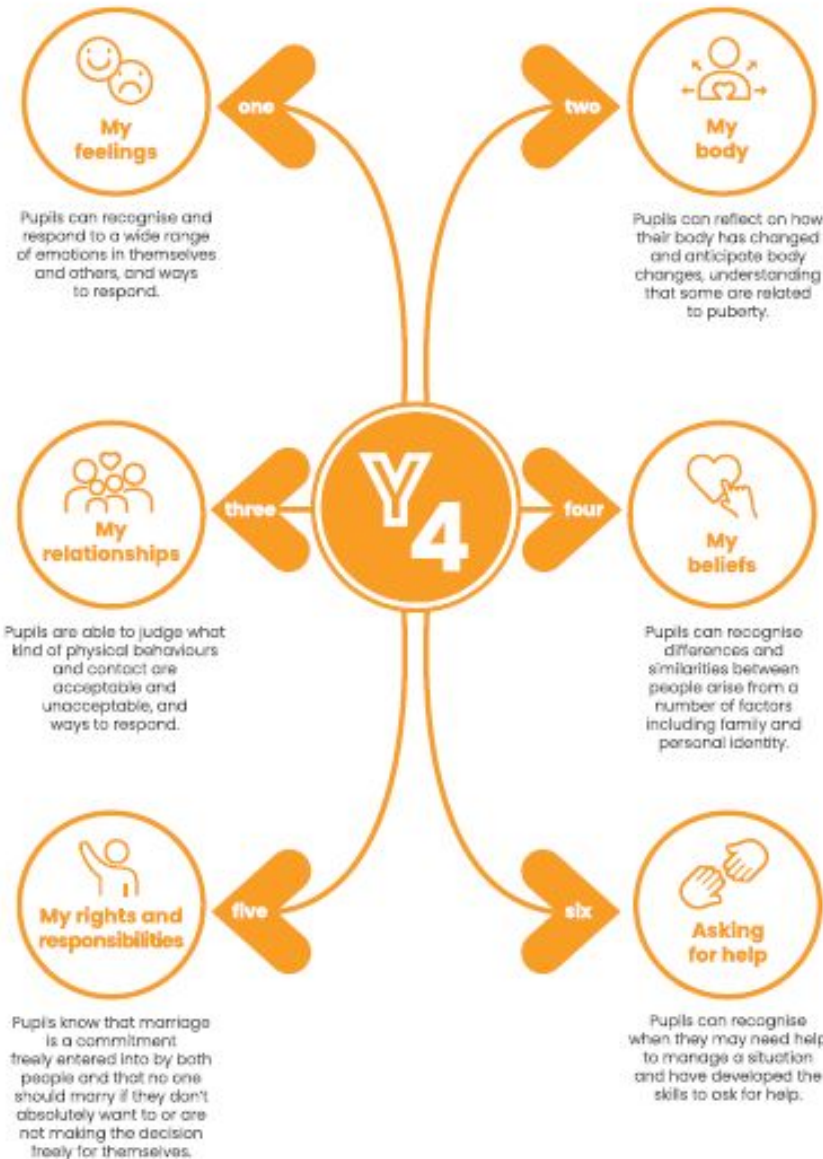 one
My
feelings
Pupils can recognise and
respond to a wide range
of emotions in themselves
and others, and ways
to respond.
two
My
body
Pupils can reflect on how
their body has changed
and anticipate body
changes, understanding
that some are related
to puberty.
Y4
three
My
relationships
Pupils are able to judge what
kind of physical behaviours
and contact are
acceptable and
unacceptable, and
ways to respond.
four
My
beliefs
Pupils can recognise
differences and
similarities between
people arise from a
number of factors
including family and
personal identity.
five
My rights and
responsibilities
Pupils know that marriage
is a commitment
freely entered into by both
people and that no one
should marry if they don't
absolutely want to or are
not making the decision
freely for themselves.
six
Asking
for help
Pupils can recognise
when they may need help
to manage a situation
and have developed the
skills to ask for help.